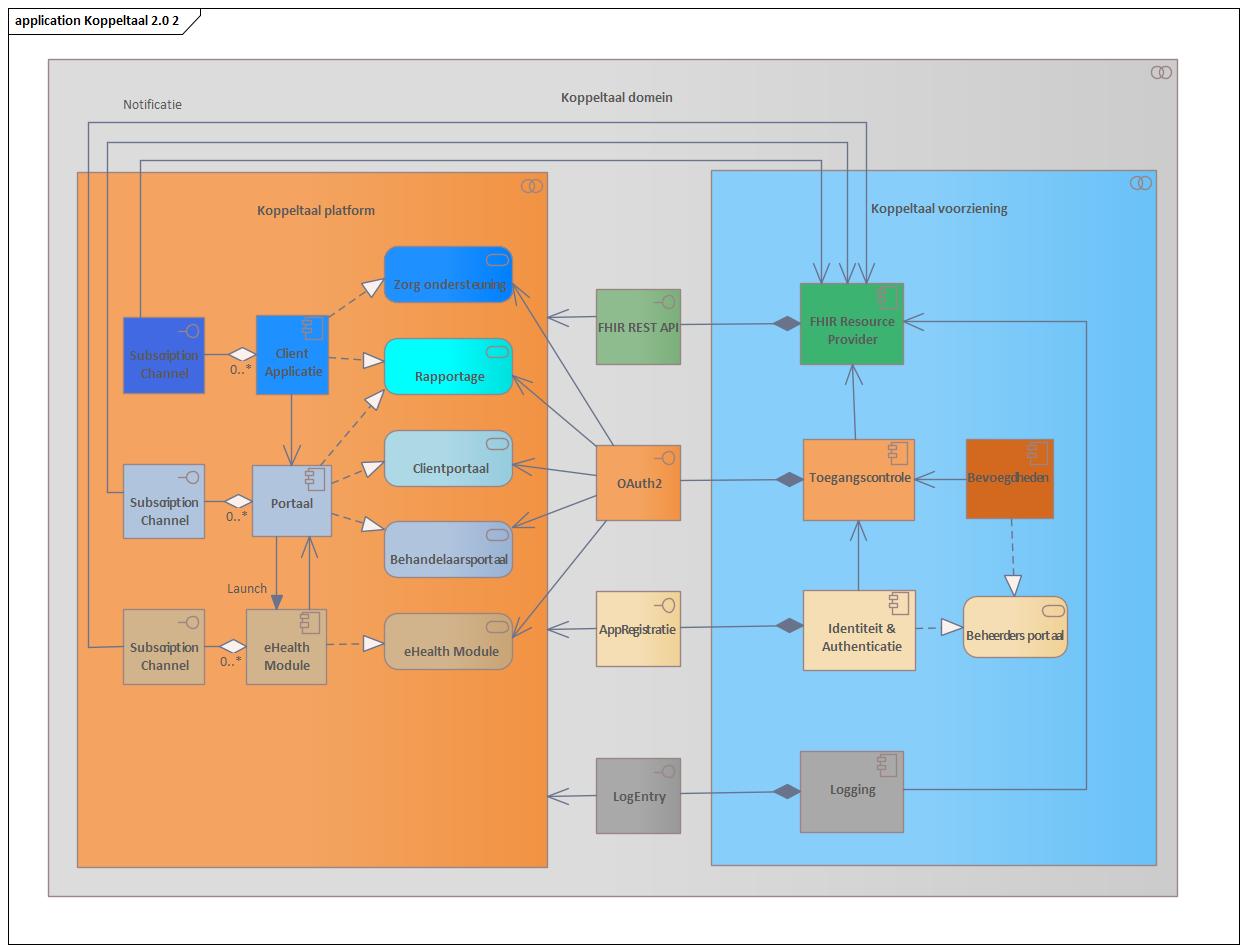 application Koppeltaal 2.0 2
Koppeltaal domein
Notificatie
Koppeltaal platform
Koppeltaal voorziening
Zorg ondersteuning
FHIR REST API
FHIR Resource
Provider
Subscription
Channel
0..*
Client
Applicatie
Rapportage
Clientportaal
OAuth2
Toegangscontrole
Bevoegdheden
Subscription
Channel
0..*
Portaal
Behandelaarsportaal
Launch
AppRegistratie
Identiteit &
Authenticatie
Beheerders portaal
Subscription
Channel
0..*
eHealth
Module
eHealth Module
LogEntry
Logging